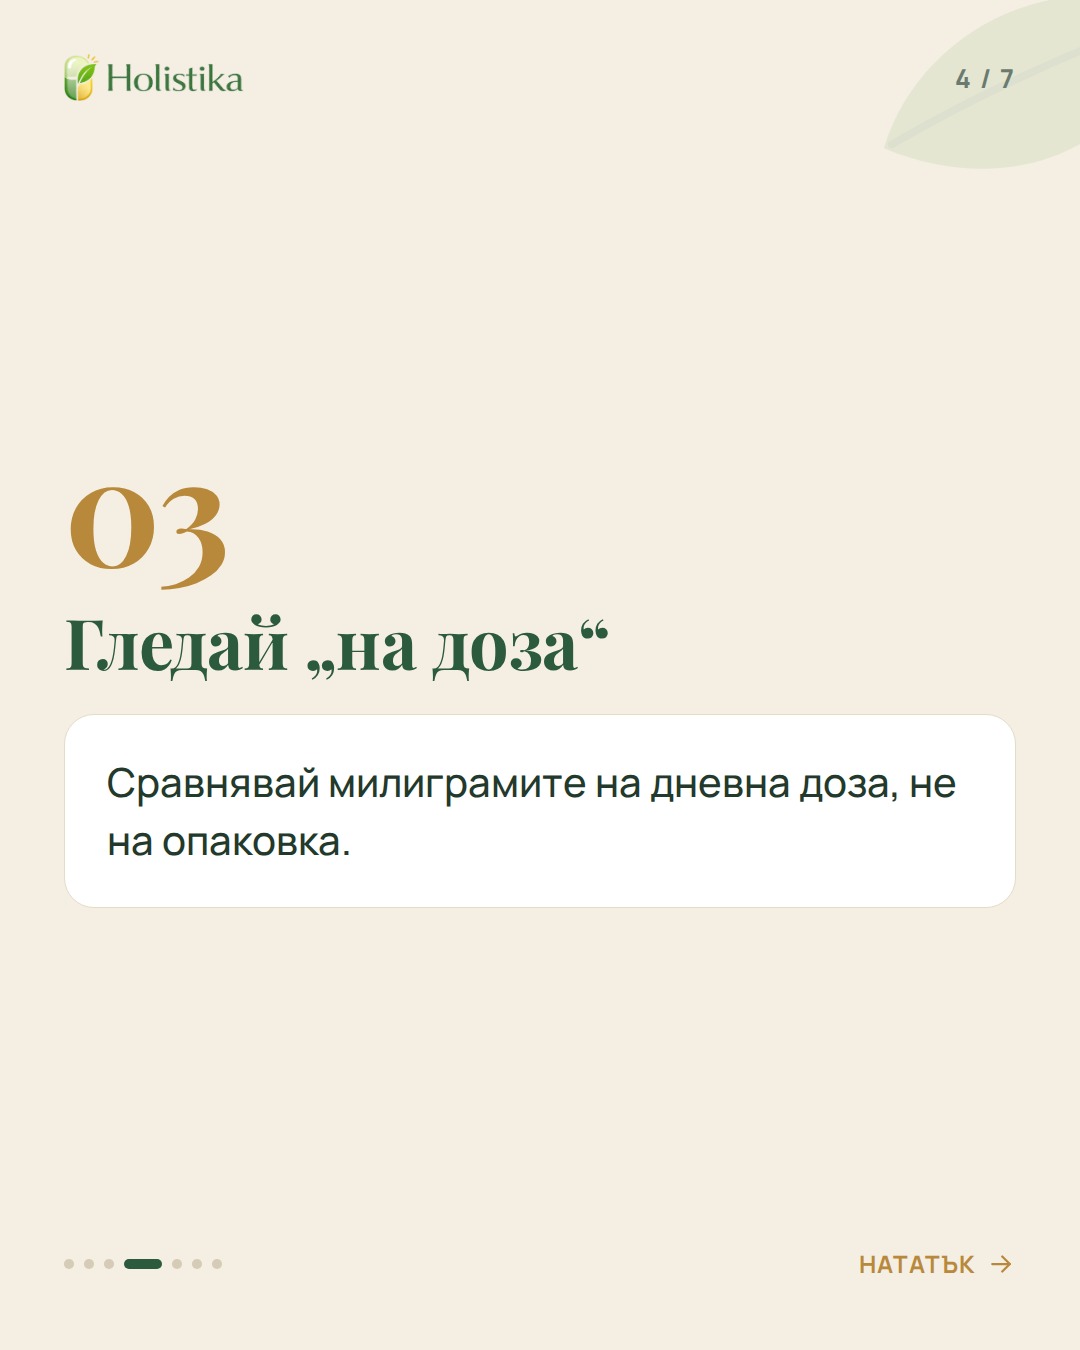 Holistika
4 / 7
03
Гледай „на доза“
Сравнявай милиграмите на дневна доза, не
на опаковка.
НАТАТЪК →